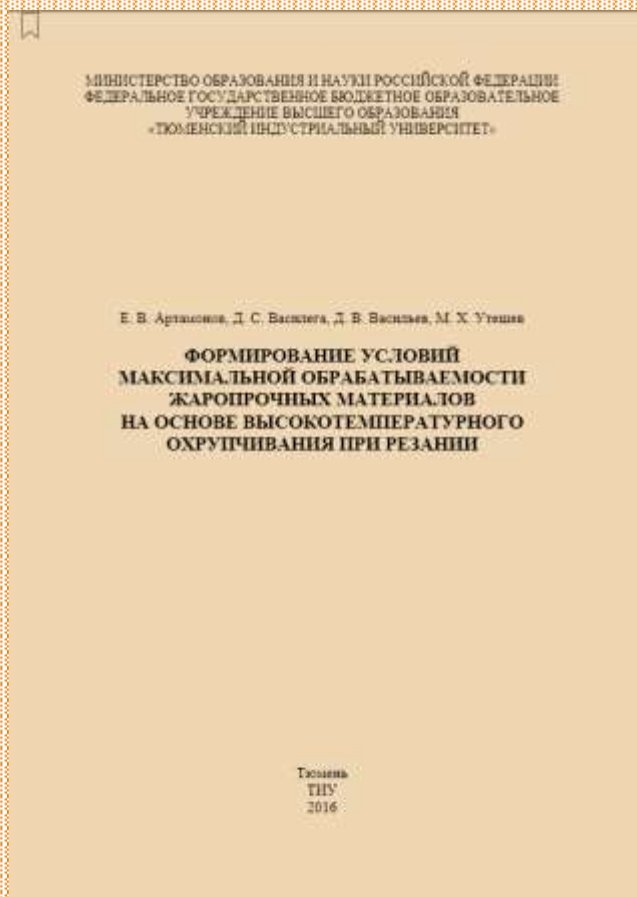 МИНИСТЕРСТВО ОБРАЗОВАНИЯ И НАУКИ РОССИЙСКОЙ ФЕДЕРАЦИИ
ФЕДЕРАЛЬНОЕ ГОСУДАРСТВЕННОЕ БЮДЖЕТНОЕ ОБРАЗОВАТЕЛЬНОЕ
УЧРЕЖДЕНИЕ ВЫСШЕГО ОБРАЗОВАНИЯ
«ТЮМЕНСКИЙ ИНДУСТРИАЛЬНЫЙ УНИВЕРСИТЕТ»
Е. В. Артамонов, Д. С. Василега, Д. В. Васильев, М. Х. Утешев
ФОРМИРОВАНИЕ УСЛОВИЙ
МАКСИМАЛЬНОЙ ОБРАБАТЫВАЕМОСТИ
ЖАРОПРОЧНЫХ МАТЕРИАЛОВ
НА ОСНОВЕ ВЫСОКОТЕМПЕРАТУРНОГО
ОХРУПЧИВАНИЯ ПРИ РЕЗАНИИ
Тюмень
ТИУ
2016